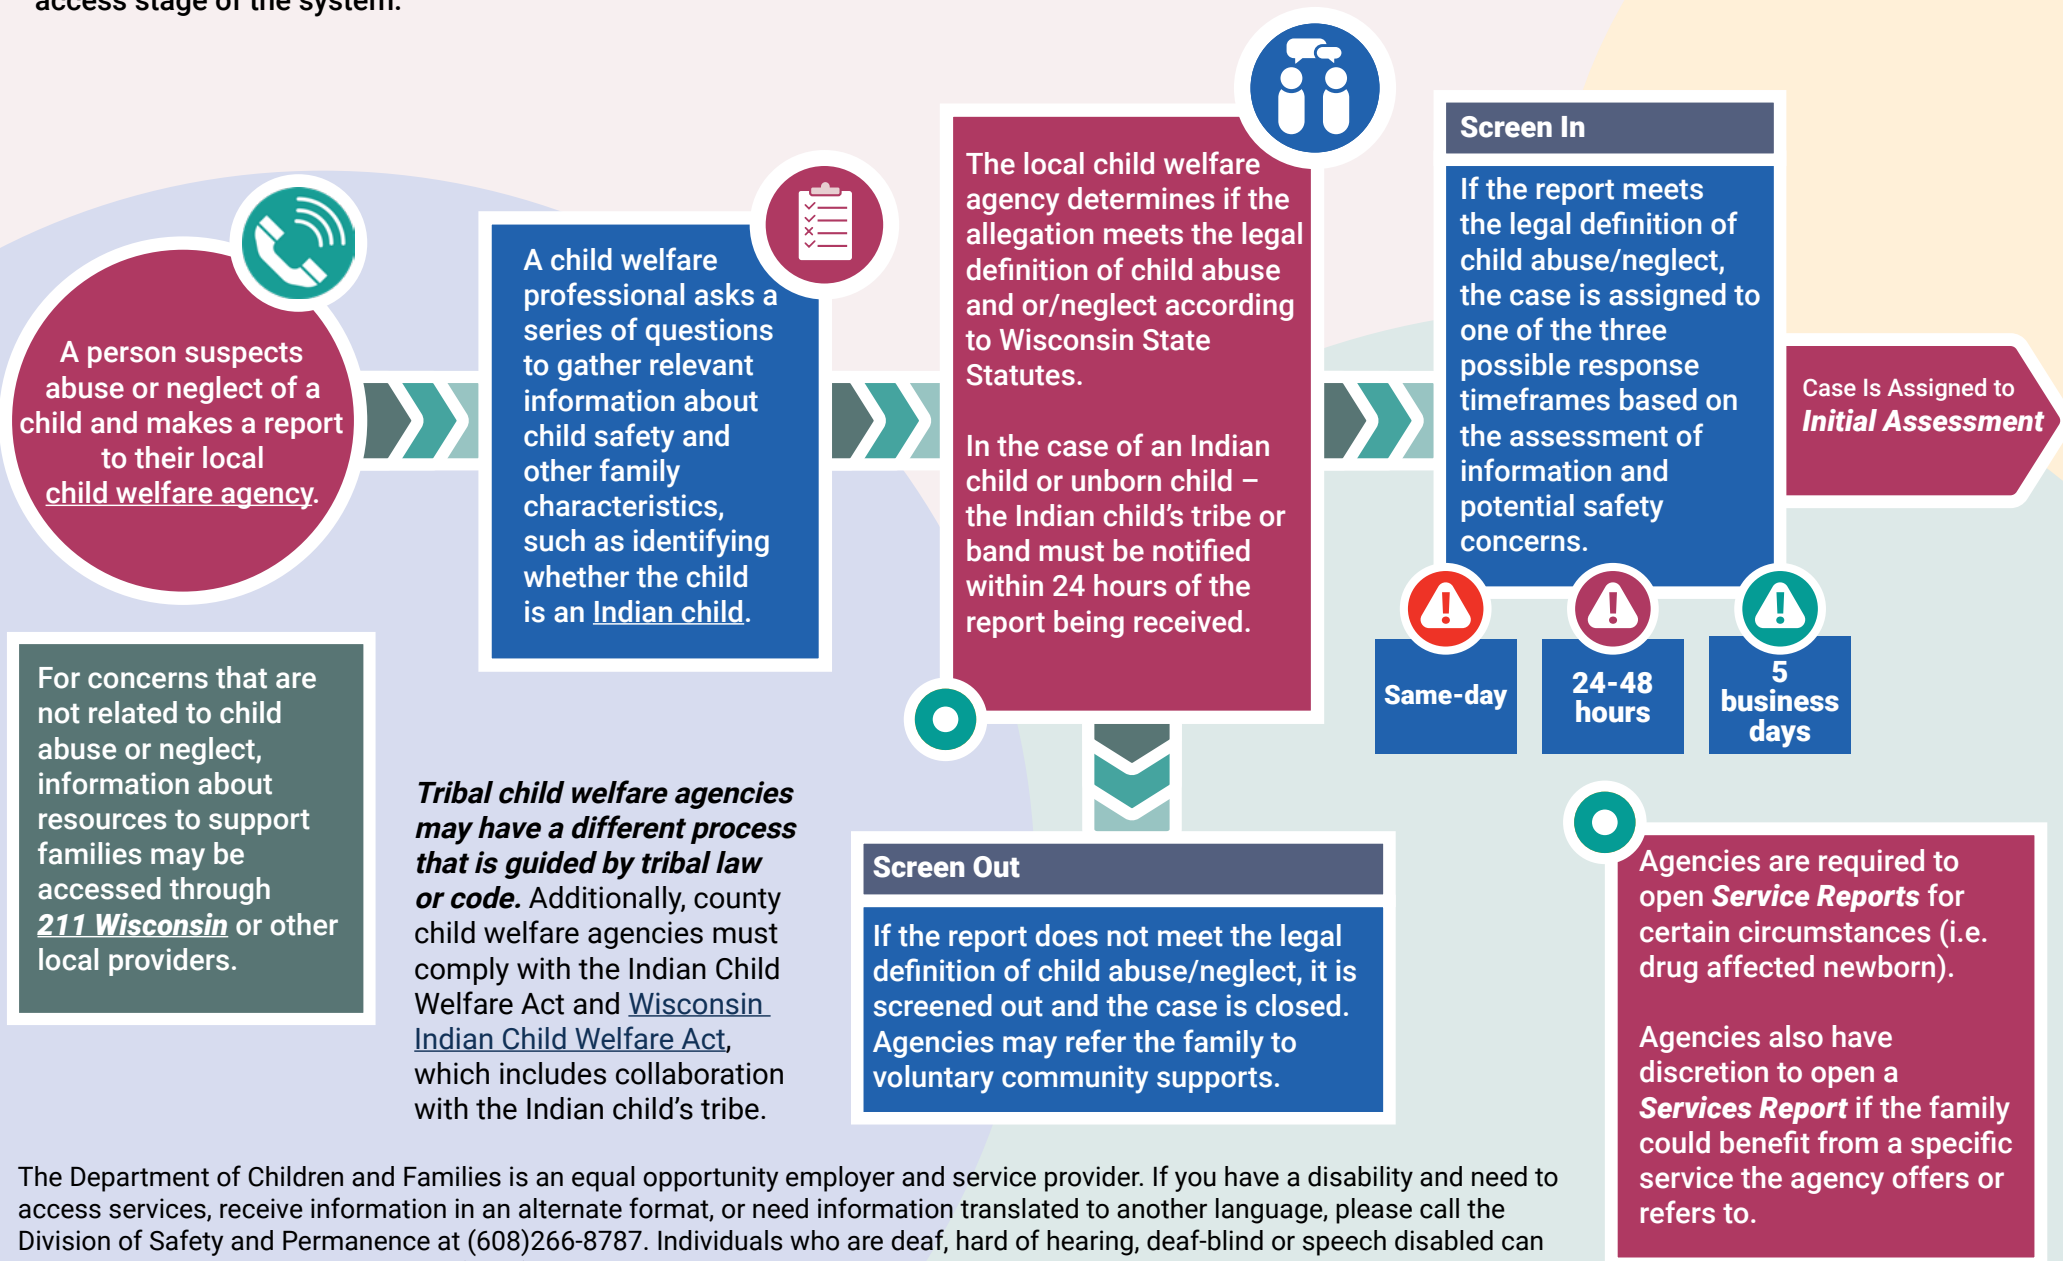 access stage of the system.
A person suspects
abuse or neglect of a
child and makes a report
to their local
child welfare agency.
For concerns that are
not related to child
abuse or neglect,
information about
resources to support
families may be
accessed through
211 Wisconsin or other
local providers.
A child welfare
professional asks a
series of questions
to gather relevant
information about
child safety and
other family
characteristics,
such as identifying
whether the child
is an Indian child.
Tribal child welfare agencies
may have a different process
that is guided by tribal law
or code. Additionally, county
child welfare agencies must
comply with the Indian Child
Welfare Act and Wisconsin
Indian Child Welfare Act,
which includes collaboration
with the Indian child’s tribe.
The local child welfare
agency determines if the
allegation meets the legal
definition of child abuse
and or/neglect according
to Wisconsin State
Statutes.
In the case of an Indian
child or unborn child –
the Indian child’s tribe or
band must be notified
within 24 hours of the
report being received.
Screen Out
If the report does not meet the legal
definition of child abuse/neglect, it is
screened out and the case is closed.
Agencies may refer the family to
voluntary community supports.
Screen In
If the report meets
the legal definition of
child abuse/neglect,
the case is assigned to
one of the three
possible response
timeframes based on
the assessment of
information and
potential safety
concerns.
Same-day
24-48
hours
5
business
days
Case Is Assigned to
Initial Assessment
Agencies are required to
open Service Reports for
certain circumstances (i.e.
drug affected newborn).
Agencies also have
discretion to open a
Services Report if the family
could benefit from a specific
service the agency offers or
refers to.
The Department of Children and Families is an equal opportunity employer and service provider. If you have a disability and need to
access services, receive information in an alternate format, or need information translated to another language, please call the
Division of Safety and Permanence at (608)266-8787. Individuals who are deaf, hard of hearing, deaf-blind or speech disabled can